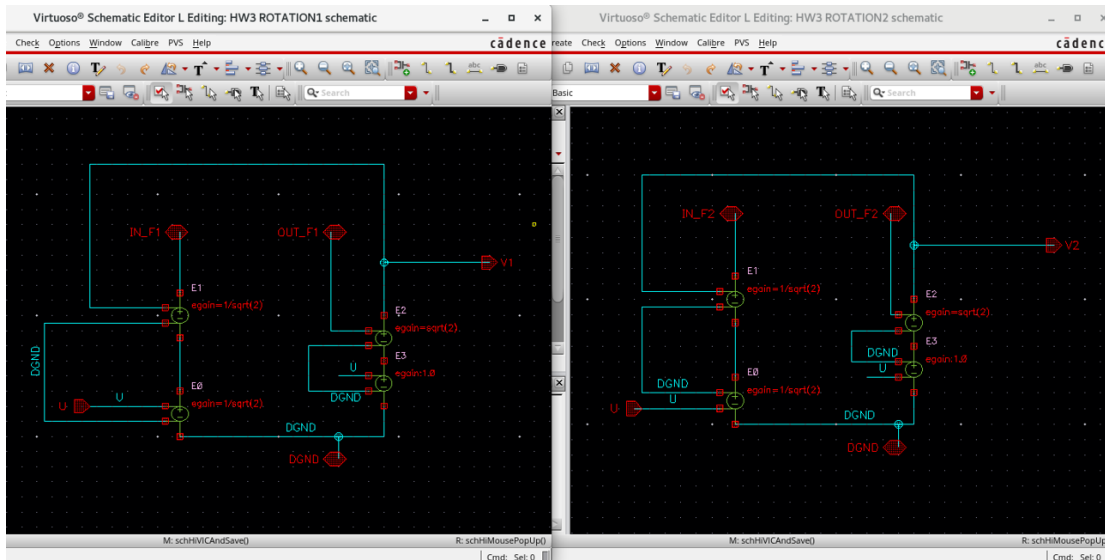 Virtuoso® Schematic Editor L Editing: HW3 ROTATION1 schematic
Check Options Window Calibre PVS Help
cādence
Search
IN_F1
OUT_F1
V1
E1
egain=1/sqrt(2)
E2
egain=sqrt(2)
E3
egain:1.0
U
DGND
DGND
E0
egain=1/sqrt(2)
U
U
DGND
DGND
M: schHiVICAndSave()
R: schHiMousePopUp()
Cmd: Sel: 0
Virtuoso® Schematic Editor L Editing: HW3 ROTATION2 schematic
reate Check Options Window Calibre PVS Help
cādenc
Basic
Search
IN_F2
OUT_F2
V2
E1
egain=1/sqrt(2)
E2
egain=sqrt(2)
E3
egain:1.0
DGND
U
E0
egain=1/sqrt(2)
DGND
U
U
DGND
DGND
M: schHiVICAndSave()
R: schHiMousePopUp
Cmd: Sel: 0